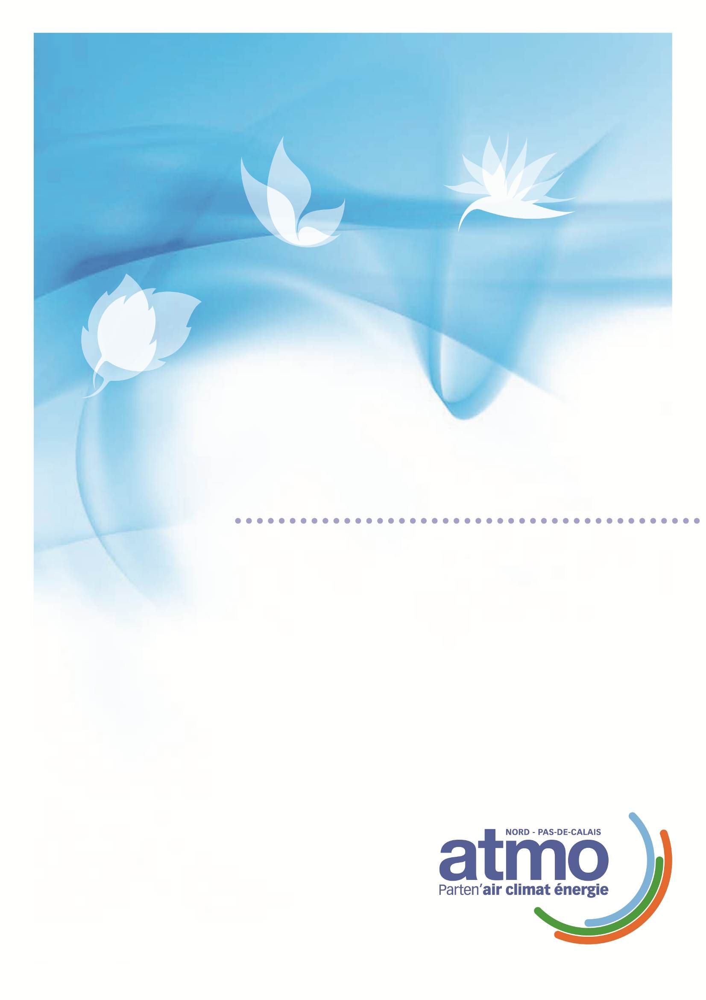 NORD - PAS-DE-CALAIS
atmo
Parten'air climat énergie